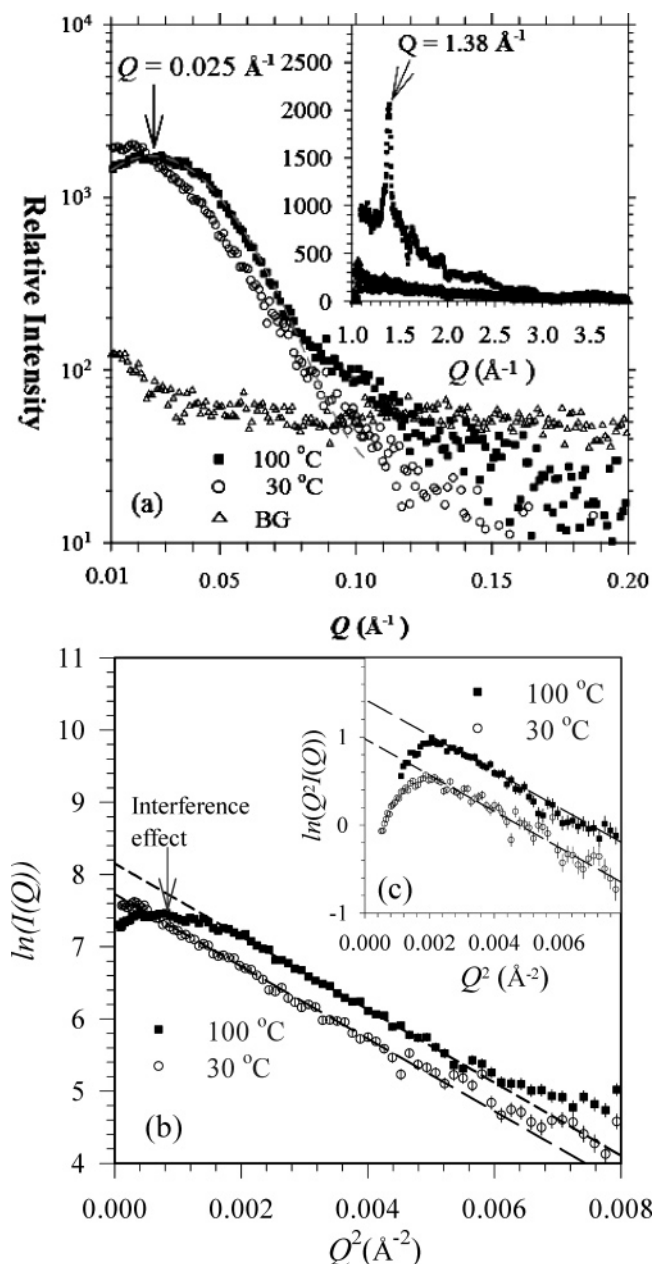 10⁴
Q = 0.025 Å⁻¹
10³
10²
10¹
Relative Intensity
Q = 1.38 Å⁻¹
2500
2000
1500
1000
500
0
1.0 1.5 2.0 2.5 3.0 3.5
Q (Å⁻¹)
100 °C
30 °C
BG
(a)
0.01 0.05 0.10 0.15 0.20
Q (Å⁻¹)
11
10
9
8
7
6
5
4
ln(I(Q))
Interference
effect
100 °C
30 °C
(b)
100 °C
30 °C
ln(Q²I(Q))
1
0
-1
(c)
0.000 0.002 0.004 0.006
Q² (Å⁻²)
0.000 0.002 0.004 0.006 0.008
Q²(Å⁻²)